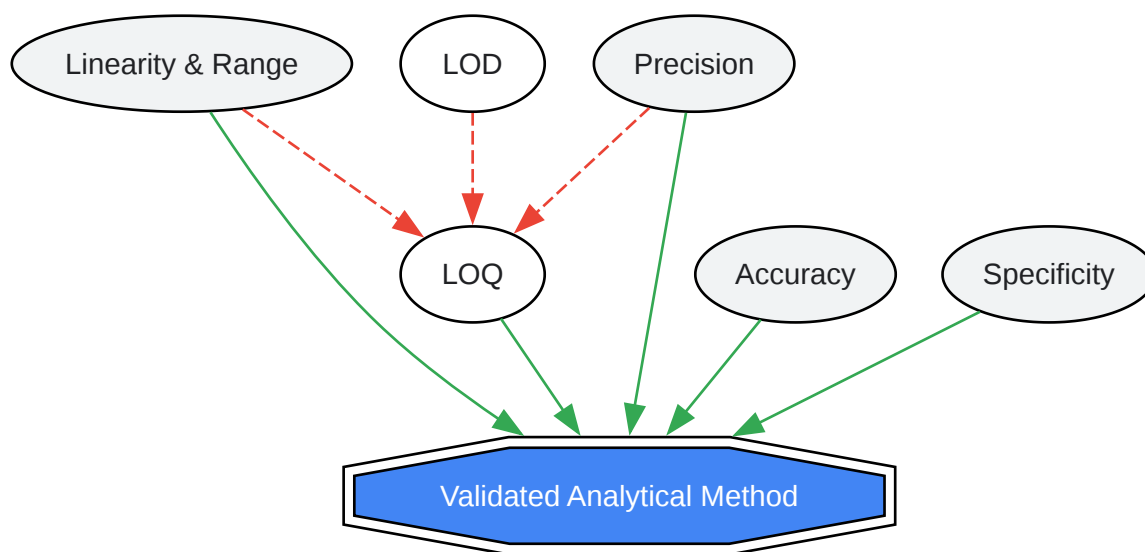 Linearity & Range
LOD
Precision
LOQ
Accuracy
Specificity
Validated Analytical Method